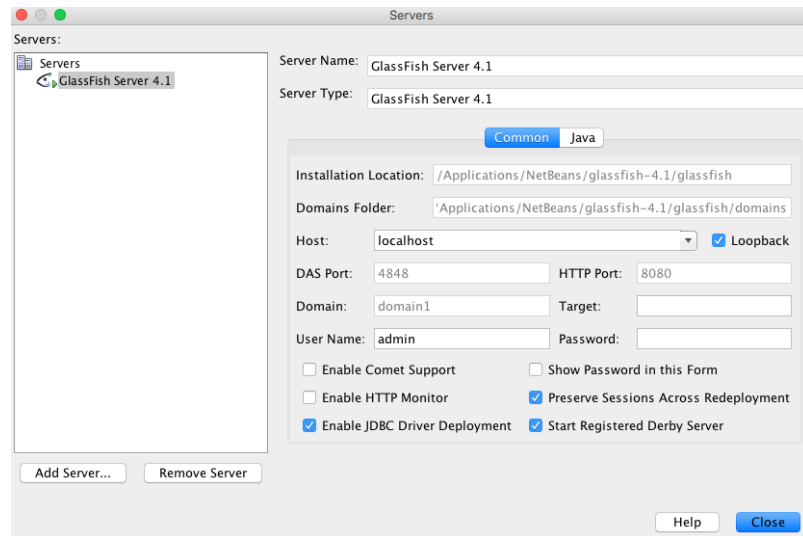 Servers
Servers:
Servers
GlassFish Server 4.1
Server Name: GlassFish Server 4.1
Server Type: GlassFish Server 4.1
Common Java
Installation Location: /Applications/NetBeans/glassfish-4.1/glassfish
Domains Folder: 'Applications/NetBeans/glassfish-4.1/glassfish/domains
Host: localhost Loopback
DAS Port: 4848 HTTP Port: 8080
Domain: domain1 Target:
User Name: admin Password:
Enable Comet Support Show Password in this Form
Enable HTTP Monitor Preserve Sessions Across Redeployment
Enable JDBC Driver Deployment Start Registered Derby Server
Add Server... Remove Server
Help Close